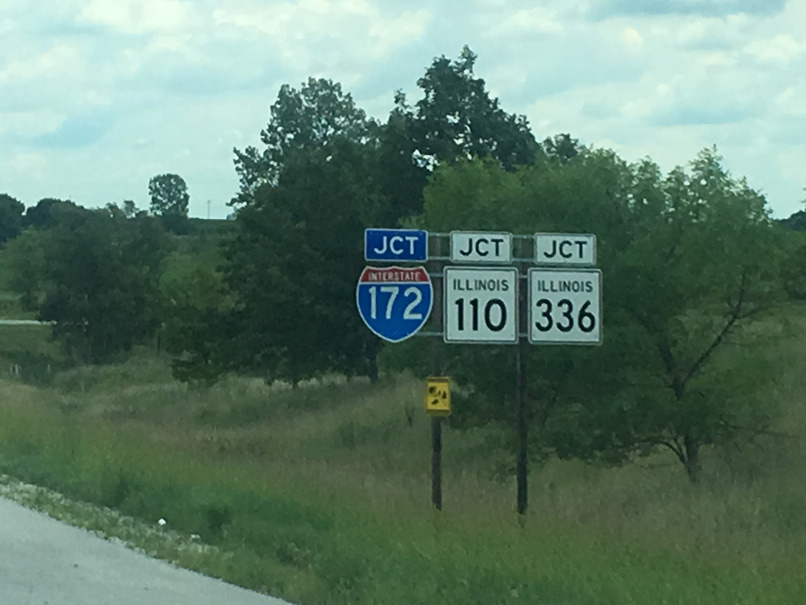 JCT JCT JCT
INTERSTATE
172
ILLINOIS
110
ILLINOIS
336